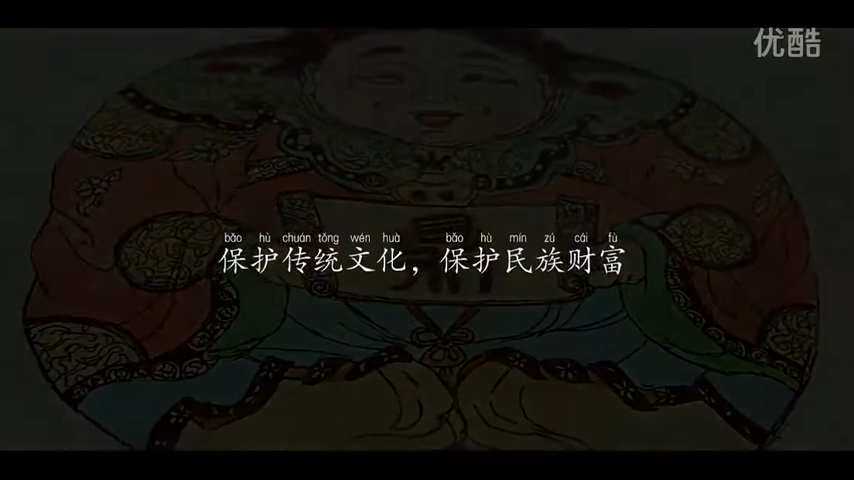 优酷
bǎo hù chuán tǒng wén huà bǎo hù mín zú cái fù
保护传统文化，保护民族财富